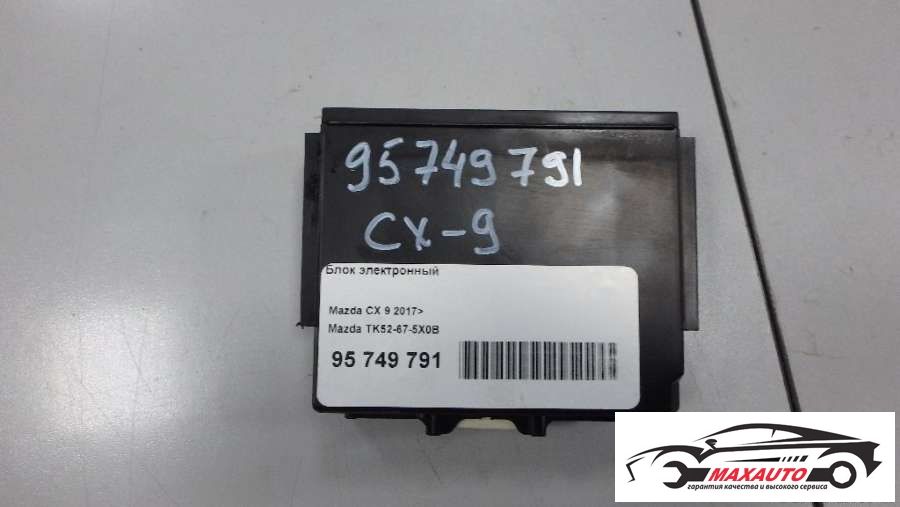 95749791
CX-9
Блок электронный
Mazda CX 9 2017>
Mazda TK52-67-5X0B
95 749 791
MAXAUTO
гарантия качества и высокого сервиса